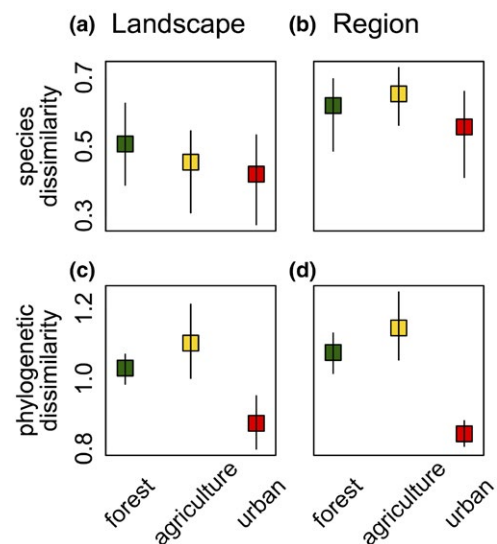 (a) Landscape
(b) Region
species
dissimilarity
0.7
0.5
0.3
(c)
(d)
phylogenetic
dissimilarity
1.2
1.0
0.8
forest
agriculture
urban
forest
agriculture
urban